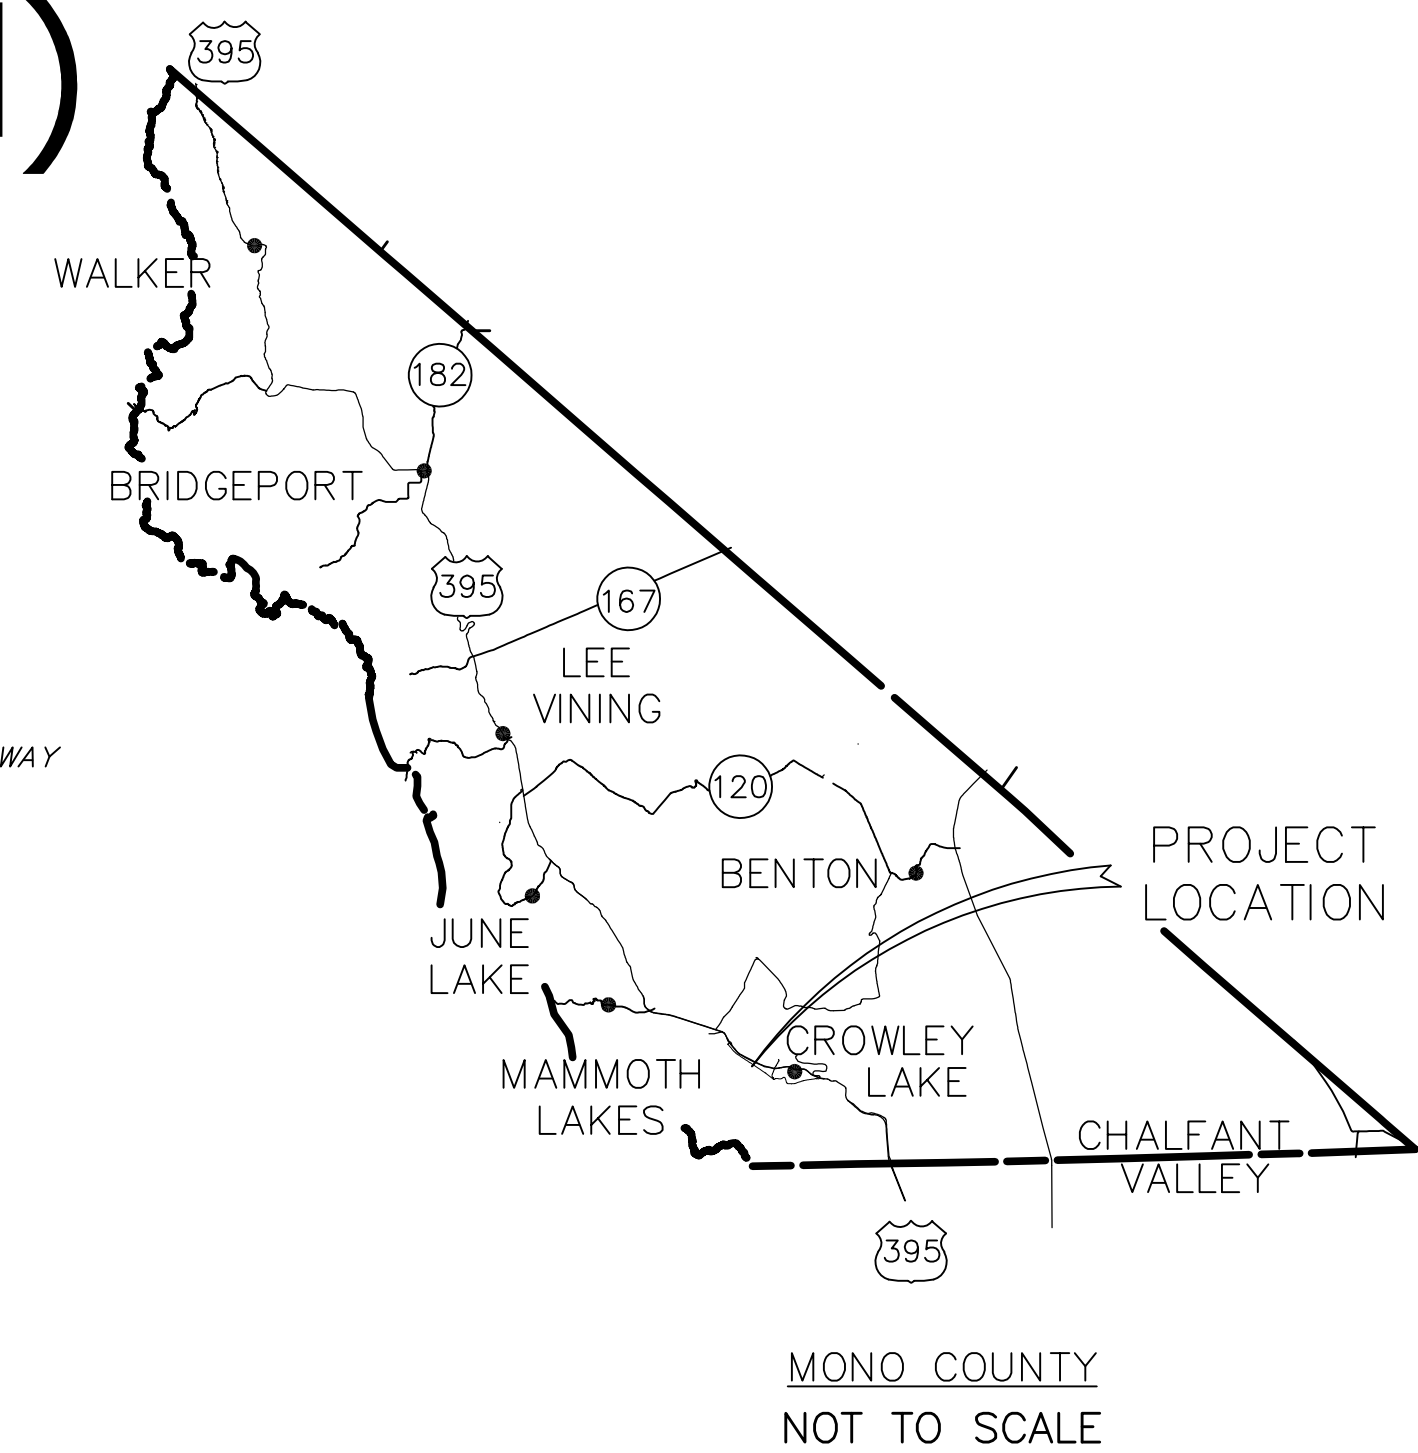 395
WALKER
182
BRIDGEPORT
395
167
LEE
VINING
WAY
120
BENTON
PROJECT
LOCATION
JUNE
LAKE
CROWLEY
LAKE
MAMMOTH
LAKES
CHALFANT
VALLEY
395
MONO COUNTY
NOT TO SCALE